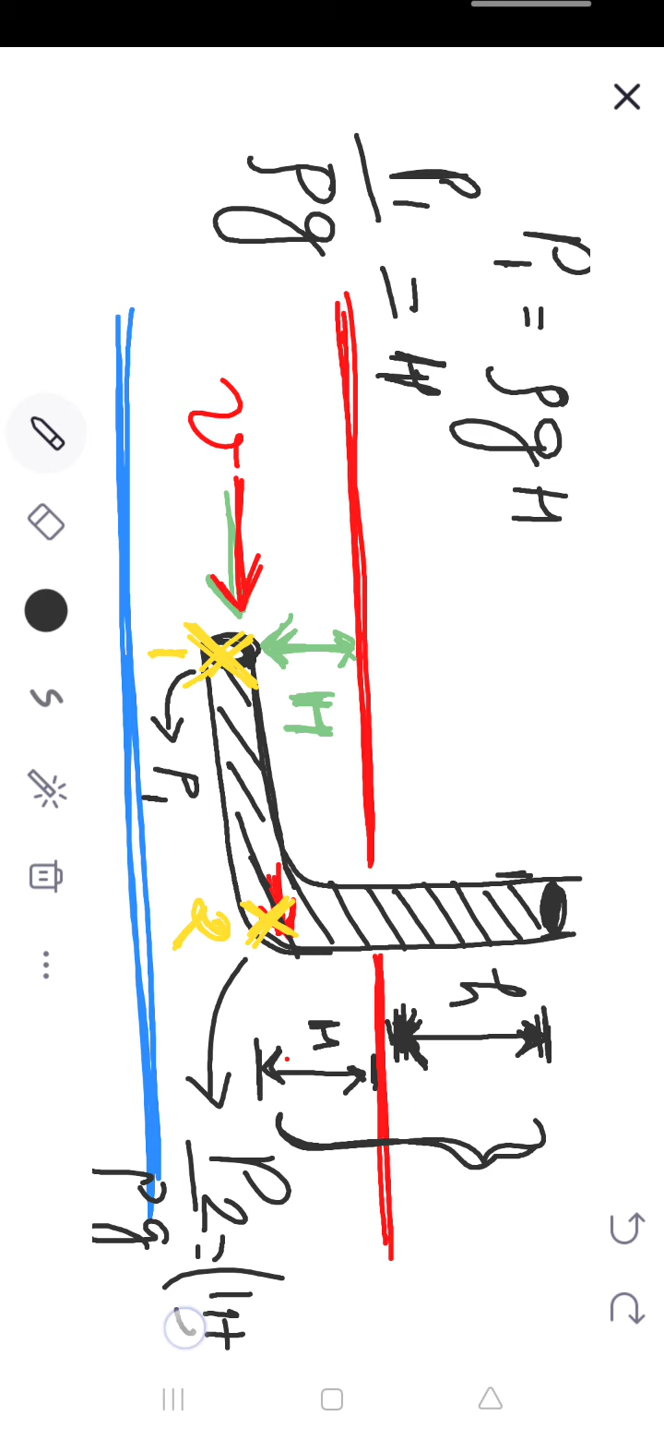 p₁ = ρgH
p₁/ρg = H
v
H
1
p₁
2
h
H
p₂/ρg = (H